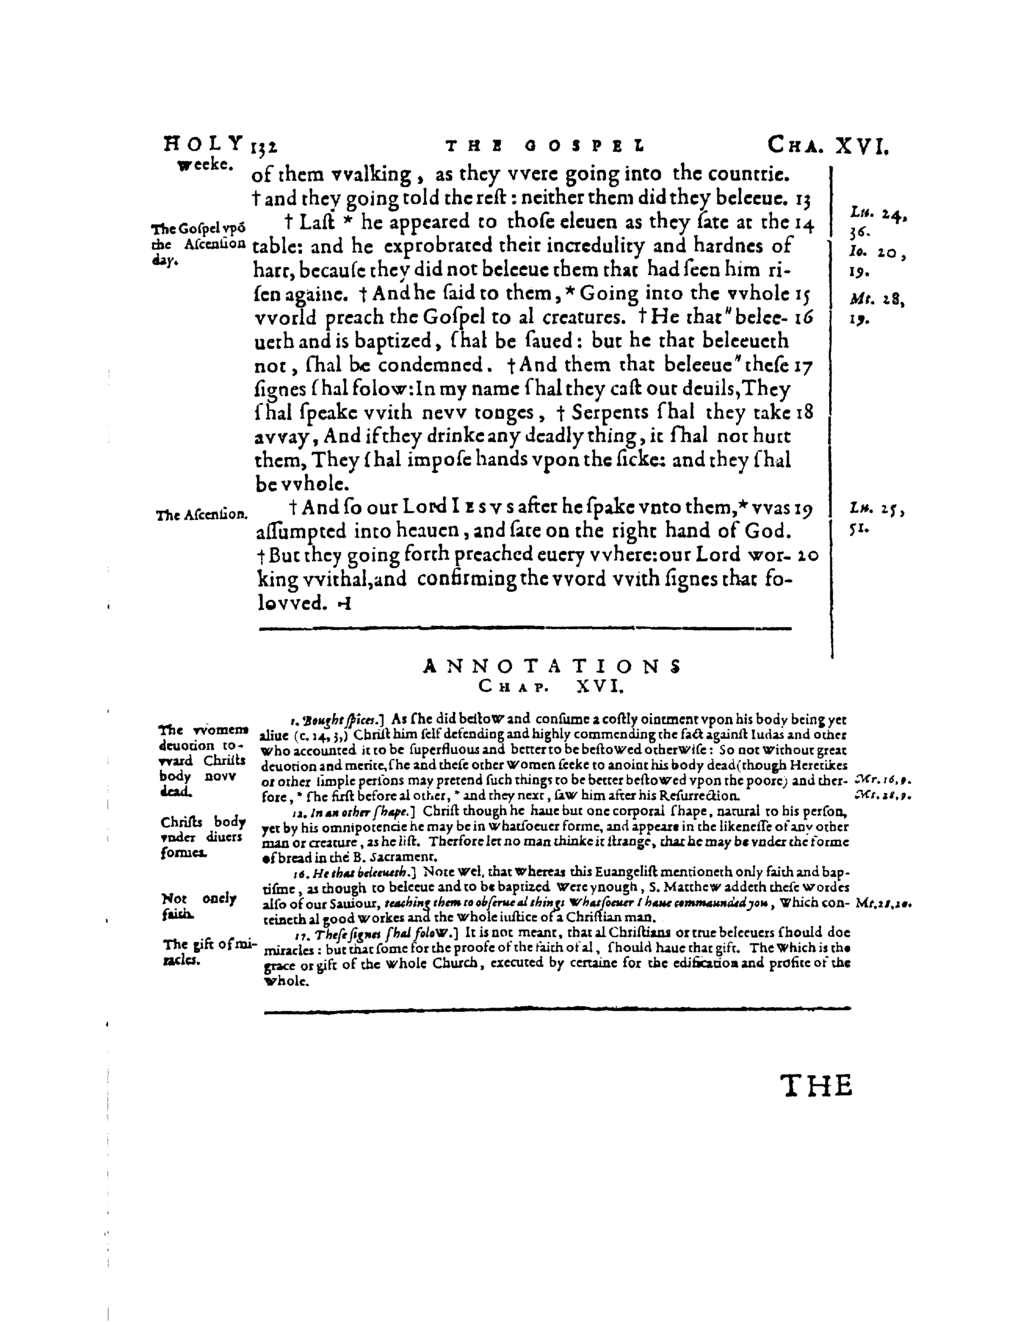 HOLY 132 THE GOSPEL CHA. XVI.
weeke.
of them vvalking, as they vvere going into the countrie.
† and they going told the reſt: neither them did they beleeue. 13
The Goſpel vpō
the Aſcenſion
day.
† Laſt * he appeared to thoſe eleuen as they ſate at the 14
table: and he exprobrated their incredulity and hardnes of
hart, becauſe they did not beleeue them that had ſeen him ri-
ſen againe. † And he ſaid to them, * Going into the vvhole 15
vvorld preach the Goſpel to al creatures. † He that " belee- 16
ueth and is baptized, ſhal be ſaued: but he that beleeueth
not, ſhal be condemned. † And them that beleeue " theſe 17
ſignes ſhal folow: In my name ſhal they caſt out deuils, They
ſhal ſpeake vvith nevv tonges, † Serpents ſhal they take 18
avvay, And if they drinke any deadly thing, it ſhal not hurt
them, They ſhal impoſe hands vpon the ſicke: and they ſhal
be vvhole.
Lu. 24,
36.
Io. 20,
19.
Mt. 28,
19.
The Aſcenſion.
† And ſo our Lord IESVS after he ſpake vnto them, * vvas 19
aſſumpted into heauen, and ſate on the right hand of God.
† But they going forth preached euery vvhere: our Lord wor- 20
king vvithal, and confirming the vvord vvith ſignes that fo-
lovved. ⊣
Lu. 25,
51.
ANNOTATIONS
CHAP. XVI.
The vvomens
deuotion to-
vvard Chriſts
body novv
dead.
1. Bought ſpices.] As ſhe did beſtow and conſume a coſtly ointment vpon his body being yet
aliue (c. 14, 3,) Chriſt him ſelf defending and highly commending the fact againſt Iudas and other
who accounted it to be ſuperfluous and better to be beſtowed otherwiſe: So not without great
deuotion and merite, ſhe and theſe other women ſeeke to anoint his body dead (though Heretikes
or other ſimple perſons may pretend ſuch things to be better beſtowed vpon the poore) and ther-
fore, * ſhe firſt before al other, * and they next, ſaw him after his Reſurrection.
Mr. 16, 9.
Mt. 28, 9.
Chriſts body
vnder diuers
formes.
12. In an other ſhape.] Chriſt though he haue but one corporal ſhape, natural to his perſon,
yet by his omnipotencie he may be in whatſoeuer forme, and appeare in the likeneſſe of any other
man or creature, as he liſt. Therfore let no man thinke it ſtrange, that he may be vnder the forme
of bread in the B. Sacrament.
Not onely
faith.
16. He that beleeueth.] Note wel, that whereas this Euangeliſt mentioneth only faith and bap-
tiſme, as though to beleeue and to be baptized were ynough, S. Matthew addeth theſe wordes
alſo of our Sauiour, teaching them to obſerue al things whatſoeuer I haue commaunded you, which con-
teineth al good workes and the whole iuſtice of a Chriſtian man.
Mt. 28, 20.
The gift of mi-
racles.
17. Theſe ſignes ſhal folow.] It is not meant, that al Chriſtians or true beleeuers ſhould doe
miracles: but that ſome for the proofe of the faith of al, ſhould haue that gift. The which is the
grace or gift of the whole Church, executed by certaine for the edification and profite of the
whole.
THE